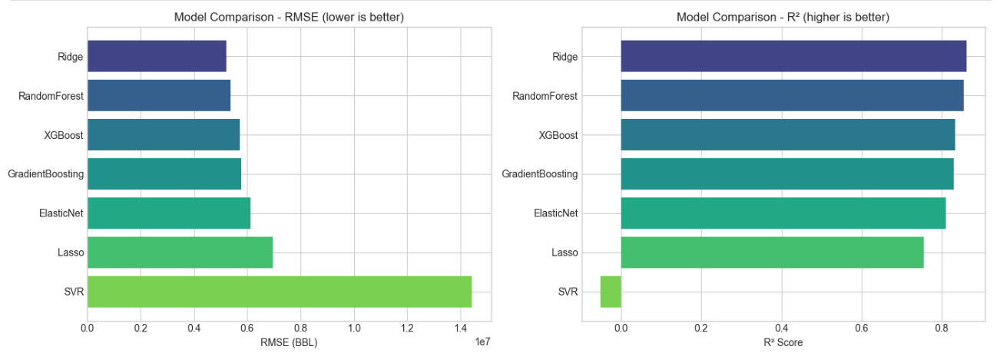 Model Comparison - RMSE (lower is better)
Ridge
RandomForest
XGBoost
GradientBoosting
ElasticNet
Lasso
SVR
0.0 0.2 0.4 0.6 0.8 1.0 1.2 1.4
1e7
RMSE (BBL)
Model Comparison - R² (higher is better)
Ridge
RandomForest
XGBoost
GradientBoosting
ElasticNet
Lasso
SVR
0.0 0.2 0.4 0.6 0.8
R² Score